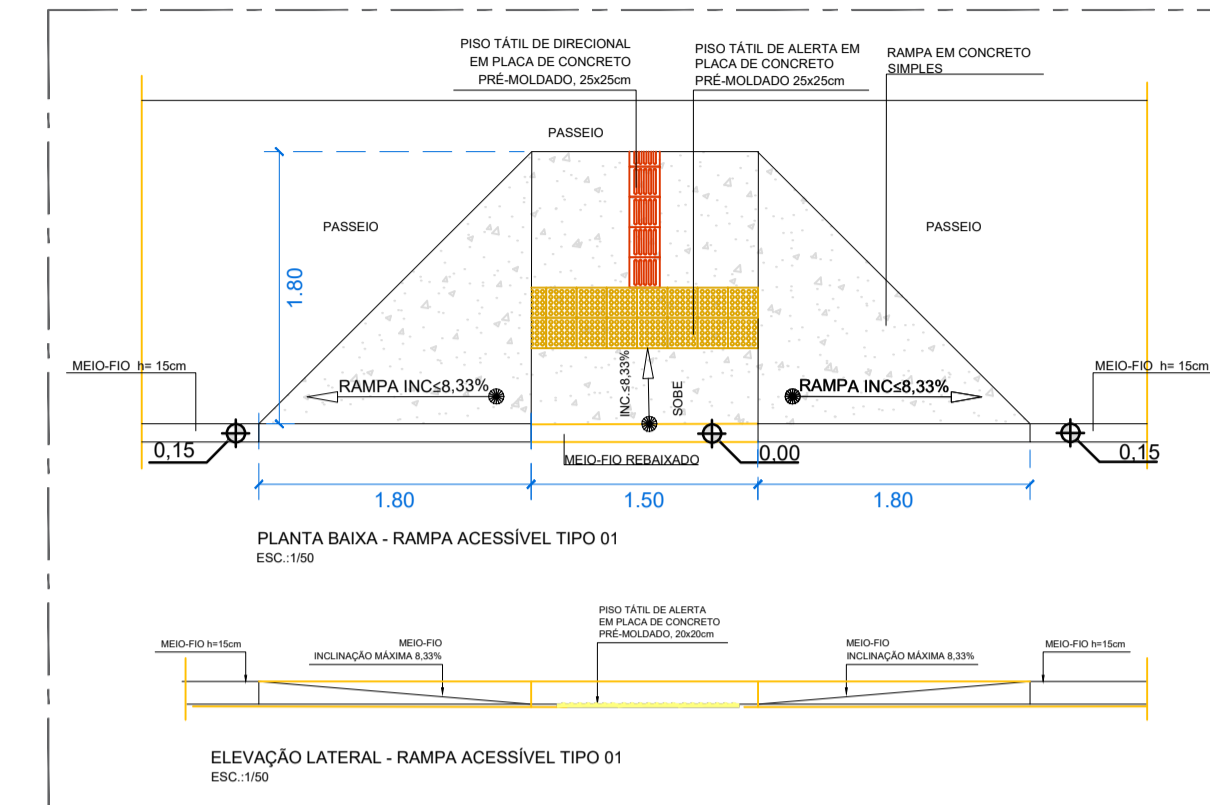 PISO TÁTIL DE DIRECIONAL
EM PLACA DE CONCRETO
PRÉ-MOLDADO, 25x25cm
PISO TÁTIL DE ALERTA EM
PLACA DE CONCRETO
PRÉ-MOLDADO 25x25cm
RAMPA EM CONCRETO
SIMPLES
PASSEIO
PASSEIO
PASSEIO
1.80
MEIO-FIO h= 15cm
MEIO-FIO h= 15cm
RAMPA INC≤8,33%
INC.≤8,33%
SOBE
RAMPA INC≤8,33%
0,15
MEIO-FIO REBAIXADO
0,00
0,15
1.80
1.50
1.80
PLANTA BAIXA - RAMPA ACESSÍVEL TIPO 01
ESC.:1/50
PISO TÁTIL DE ALERTA
EM PLACA DE CONCRETO
PRÉ-MOLDADO, 20x20cm
MEIO-FIO h=15cm
MEIO-FIO
INCLINAÇÃO MÁXIMA 8,33%
MEIO-FIO
INCLINAÇÃO MÁXIMA 8,33%
MEIO-FIO h=15cm
ELEVAÇÃO LATERAL - RAMPA ACESSÍVEL TIPO 01
ESC.:1/50